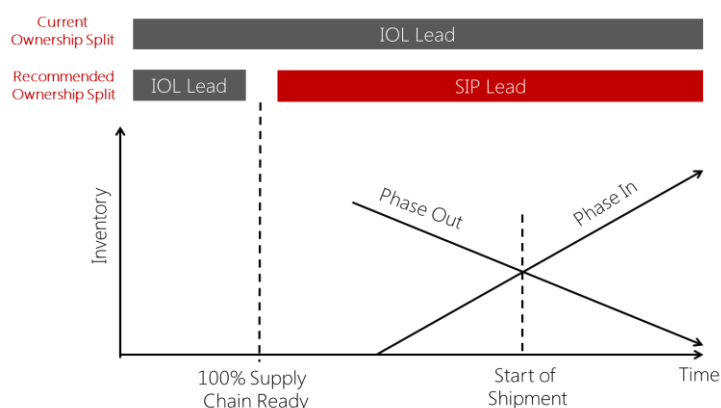 Current
Ownership Split
IOL Lead
Recommended
Ownership Split
IOL Lead
SIP Lead
Inventory
Phase Out
Phase In
100% Supply
Chain Ready
Start of
Shipment
Time